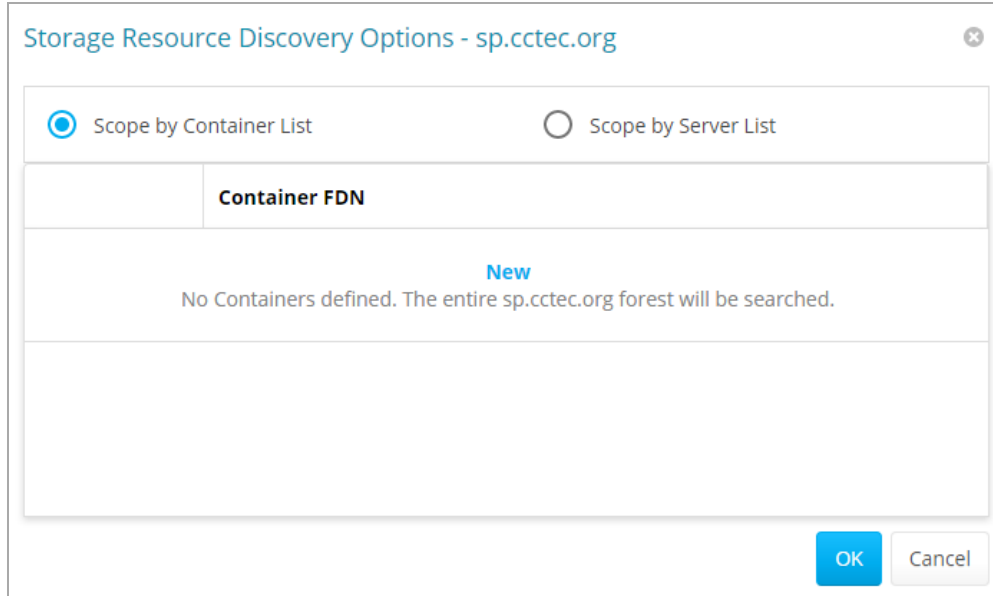 Storage Resource Discovery Options - sp.cctec.org
Scope by Container List
Scope by Server List
Container FDN
New
No Containers defined. The entire sp.cctec.org forest will be searched.
OK
Cancel